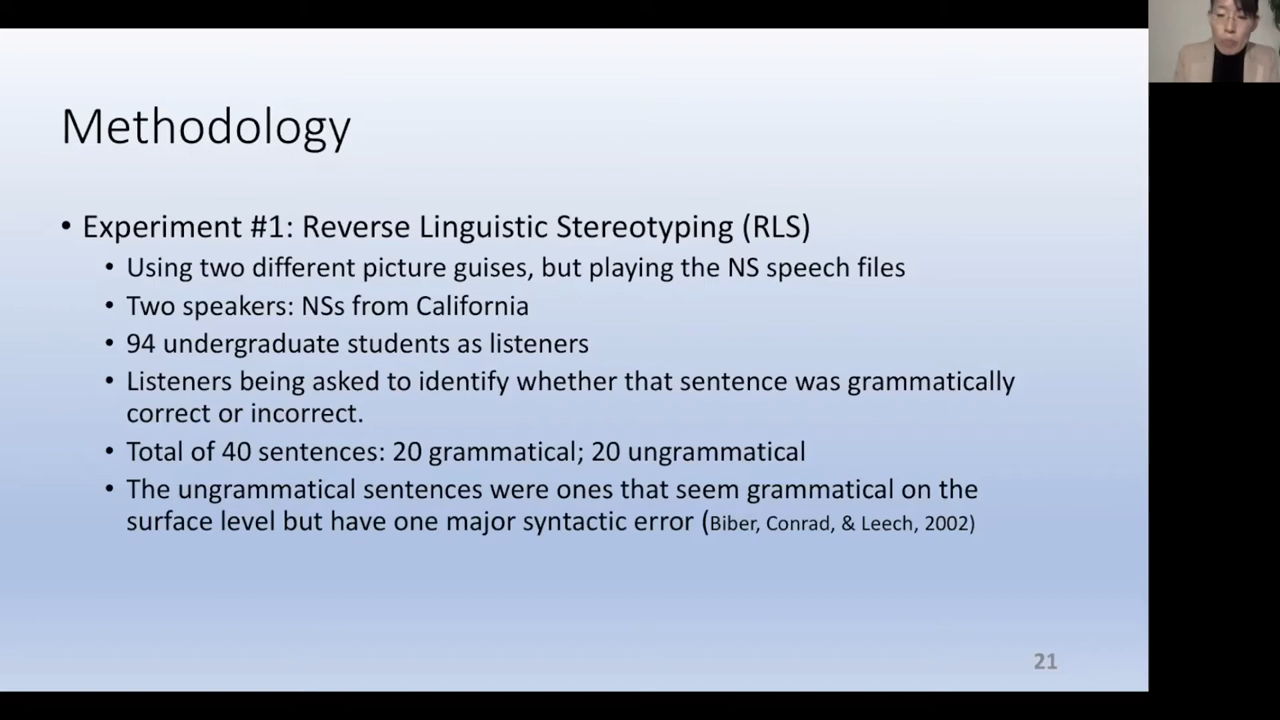 Methodology
• Experiment #1: Reverse Linguistic Stereotyping (RLS)
• Using two different picture guises, but playing the NS speech files
• Two speakers: NSs from California
• 94 undergraduate students as listeners
• Listeners being asked to identify whether that sentence was grammatically
correct or incorrect.
• Total of 40 sentences: 20 grammatical; 20 ungrammatical
• The ungrammatical sentences were ones that seem grammatical on the
surface level but have one major syntactic error (Biber, Conrad, & Leech, 2002)
21